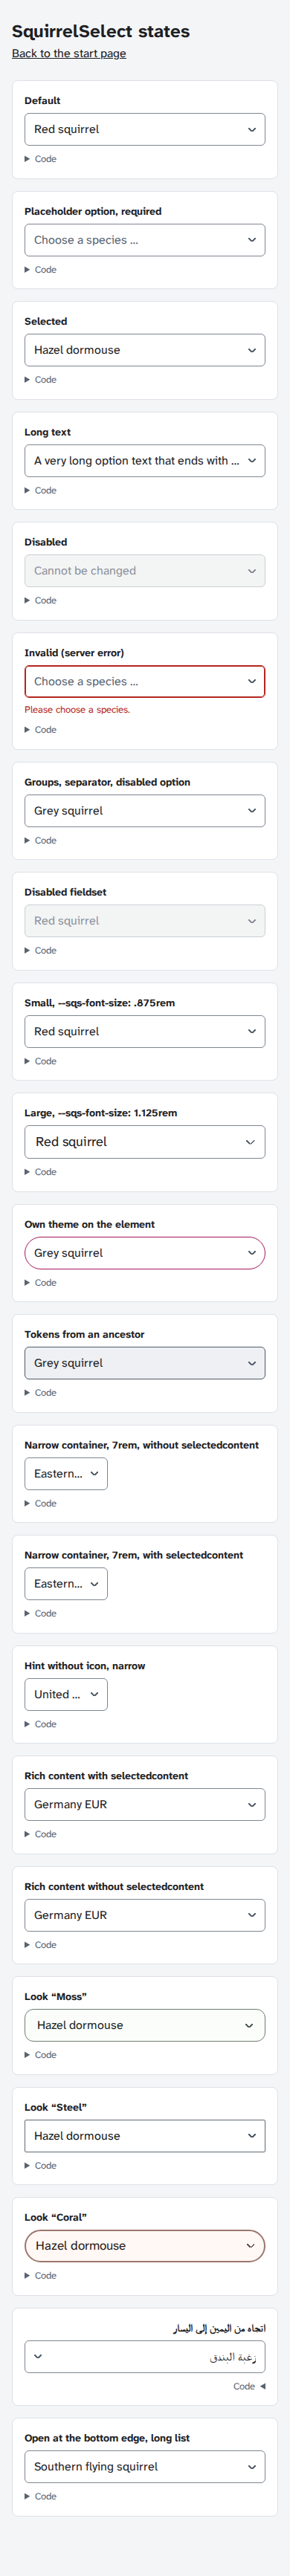 SquirrelSelect states
Back to the start page
Default
Red squirrel
Code
Placeholder option, required
Choose a species ...
Code
Selected
Hazel dormouse
Code
Long text
A very long option text that ends with ...
Code
Disabled
Cannot be changed
Code
Invalid (server error)
Choose a species ...
Please choose a species.
Code
Groups, separator, disabled option
Grey squirrel
Code
Disabled fieldset
Red squirrel
Code
Small, --sqs-font-size: .875rem
Red squirrel
Code
Large, --sqs-font-size: 1.125rem
Red squirrel
Code
Own theme on the element
Grey squirrel
Code
Tokens from an ancestor
Grey squirrel
Code
Narrow container, 7rem, without selectedcontent
Eastern...
Code
Narrow container, 7rem, with selectedcontent
Eastern...
Code
Hint without icon, narrow
United ...
Code
Rich content with selectedcontent
Germany EUR
Code
Rich content without selectedcontent
Germany EUR
Code
Look “Moss”
Hazel dormouse
Code
Look “Steel”
Hazel dormouse
Code
Look “Coral”
Hazel dormouse
Code
اتجاه من اليمين إلى اليسار
زغبة البندق
Code
Open at the bottom edge, long list
Southern flying squirrel
Code